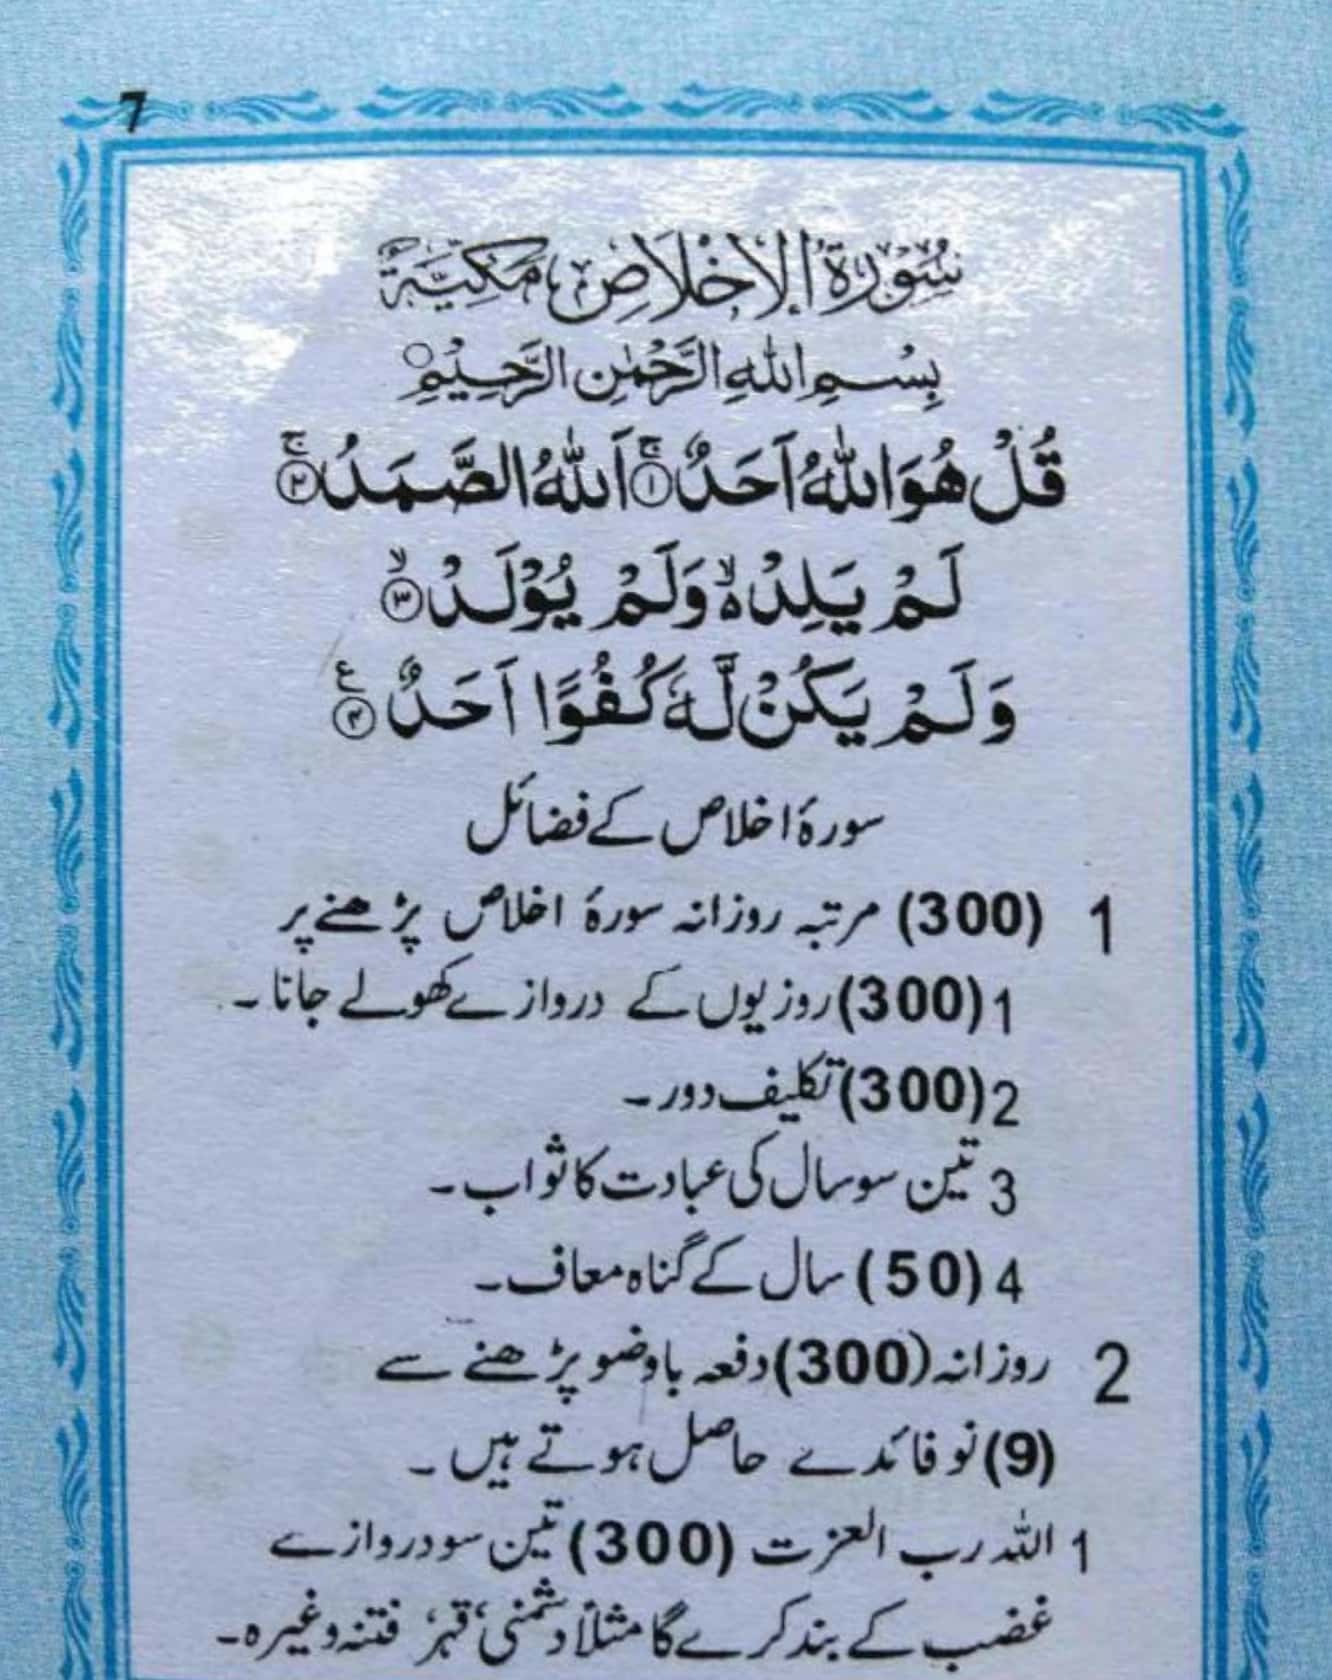 7
سُوْرَةُ الْاِخْلَاصِ مَكِّيَّةٌ
بِسْمِ اللّٰهِ الرَّحْمٰنِ الرَّحِيْمِ○
قُلْ هُوَ اللّٰهُ اَحَدٌ ۚ﴿۱﴾ اَللّٰهُ الصَّمَدُ ۚ﴿۲﴾
لَمْ يَلِدْ ۙ۬ وَلَمْ يُوْلَدْ ۙ﴿۳﴾
وَلَمْ يَكُنْ لَّهٗ كُفُوًا اَحَدٌ ﴿۴﴾ ع
سورۂ اخلاص کے فضائل
1 (300) مرتبہ روزانہ سورۂ اخلاص پڑھنے پر
1 (300) روزیوں کے دروازے کھولے جانا ۔
2 (300) تکلیف دور ۔
3 تین سو سال کی عبادت کا ثواب ۔
4 (50) سال کے گناہ معاف ۔
2 روزانہ (300) دفعہ باوضو پڑھنے سے
(9) نو فائدے حاصل ہوتے ہیں ۔
1 اللہ رب العزت (300) تین سو دروازے
غضب کے بند کرے گا مثلاً دشمنی، قہر، فتنہ وغیرہ ۔